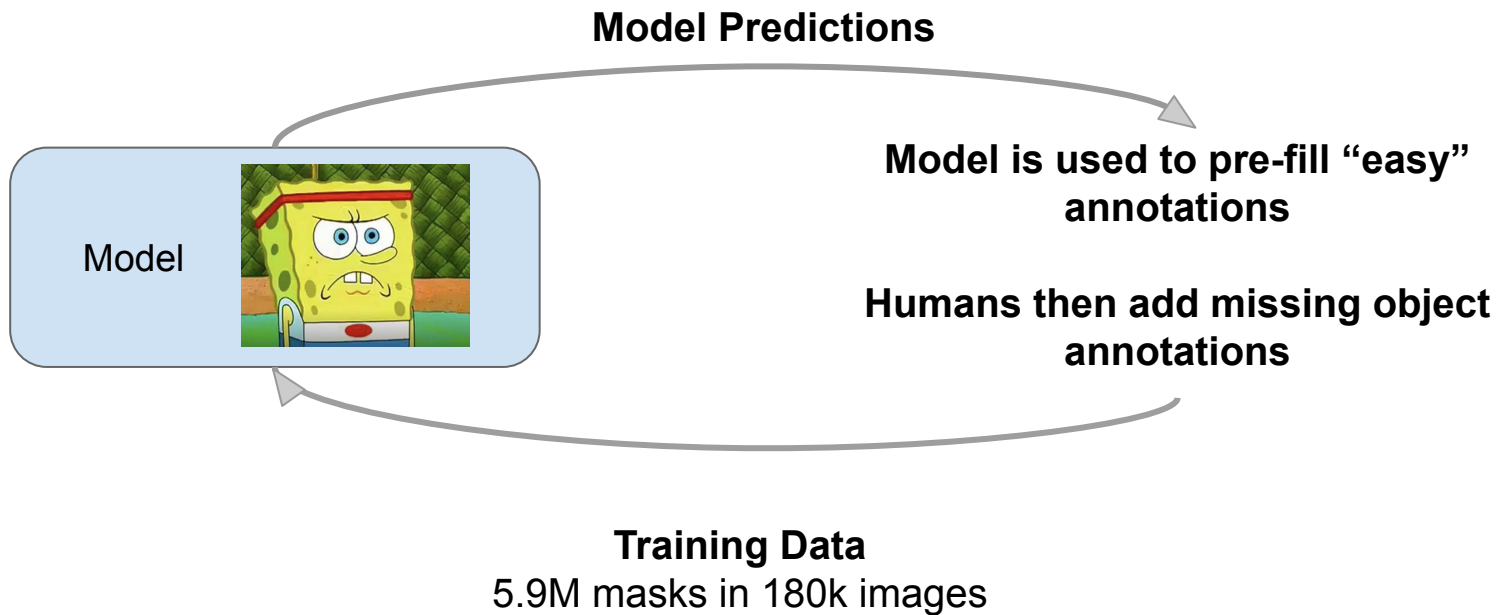 Model Predictions
Model
Model is used to pre-fill “easy”
annotations
Humans then add missing object
annotations
Training Data
5.9M masks in 180k images